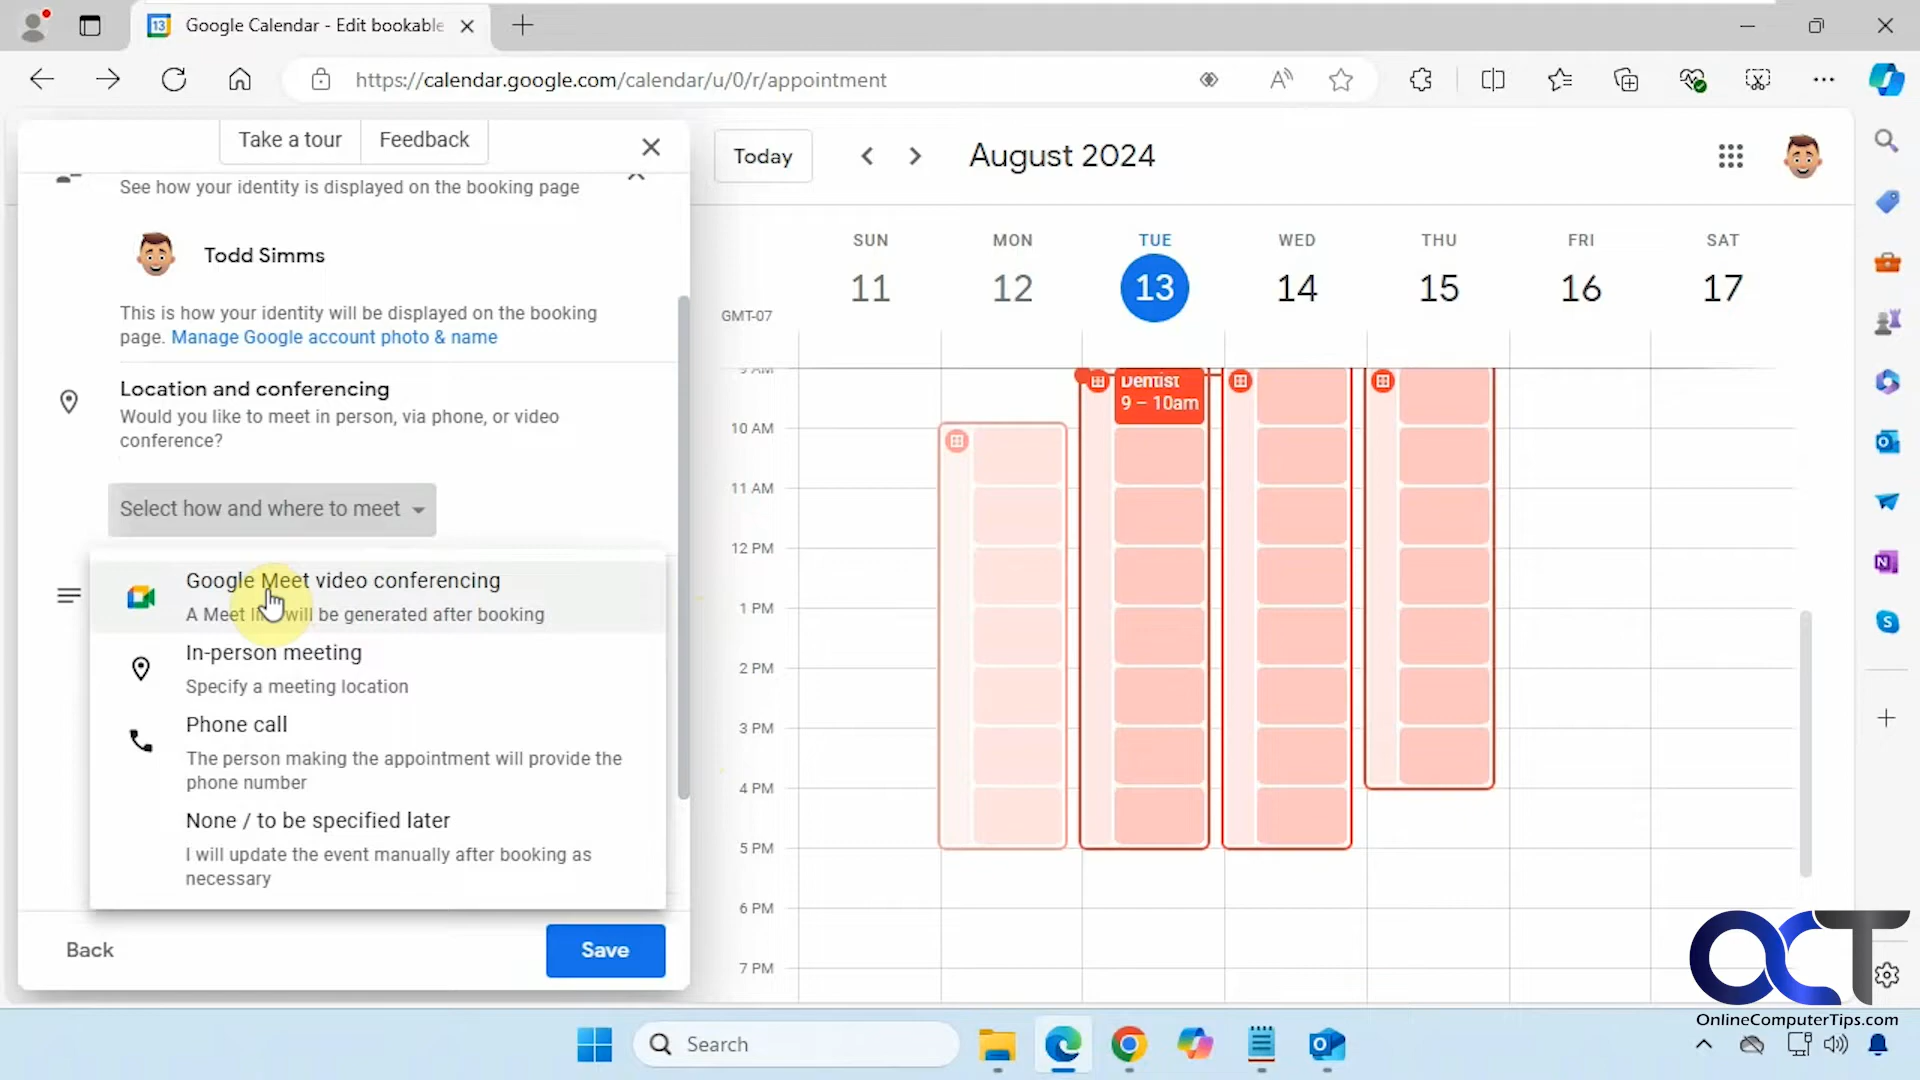 Google Calendar - Edit bookable
https://calendar.google.com/calendar/u/0/r/appointment
Take a tour
Feedback
See how your identity is displayed on the booking page
Todd Simms
This is how your identity will be displayed on the booking
page. Manage Google account photo & name
Location and conferencing
Would you like to meet in person, via phone, or video
conference?
Select how and where to meet
Google Meet video conferencing
A Meet will be generated after booking
In-person meeting
Specify a meeting location
Phone call
The person making the appointment will provide the
phone number
None / to be specified later
I will update the event manually after booking as
necessary
Back
Save
Today
August 2024
SUN MON TUE WED THU FRI SAT
11 12 13 14 15 16 17
GMT-07
9 AM
Dentist
9 – 10am
10 AM
11 AM
12 PM
1 PM
2 PM
3 PM
4 PM
5 PM
6 PM
7 PM
OCT
OnlineComputerTips.com
Search